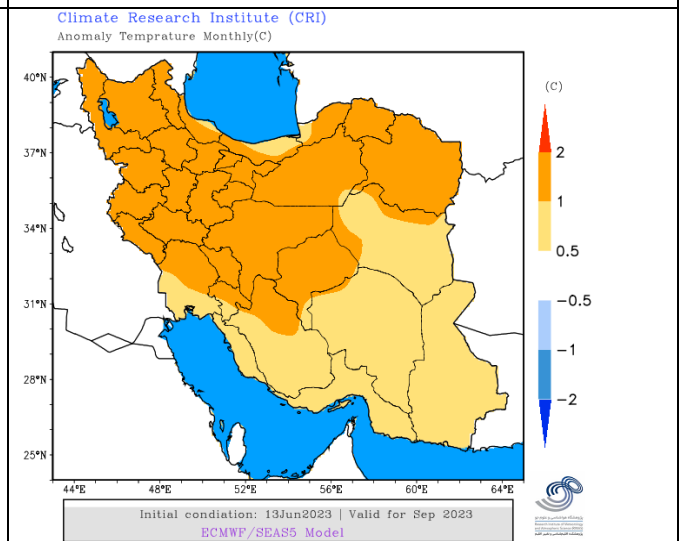 Climate Research Institute (CRI)
Anomaly Temprature Monthly(C)
40°N
37°N
34°N
31°N
28°N
25°N
44°E
48°E
52°E
56°E
60°E
64°E
(C)
2
1
0.5
−0.5
−1
−2
Initial condiation: 13Jun2023 | Valid for Sep 2023
ECMWF/SEAS5 Model